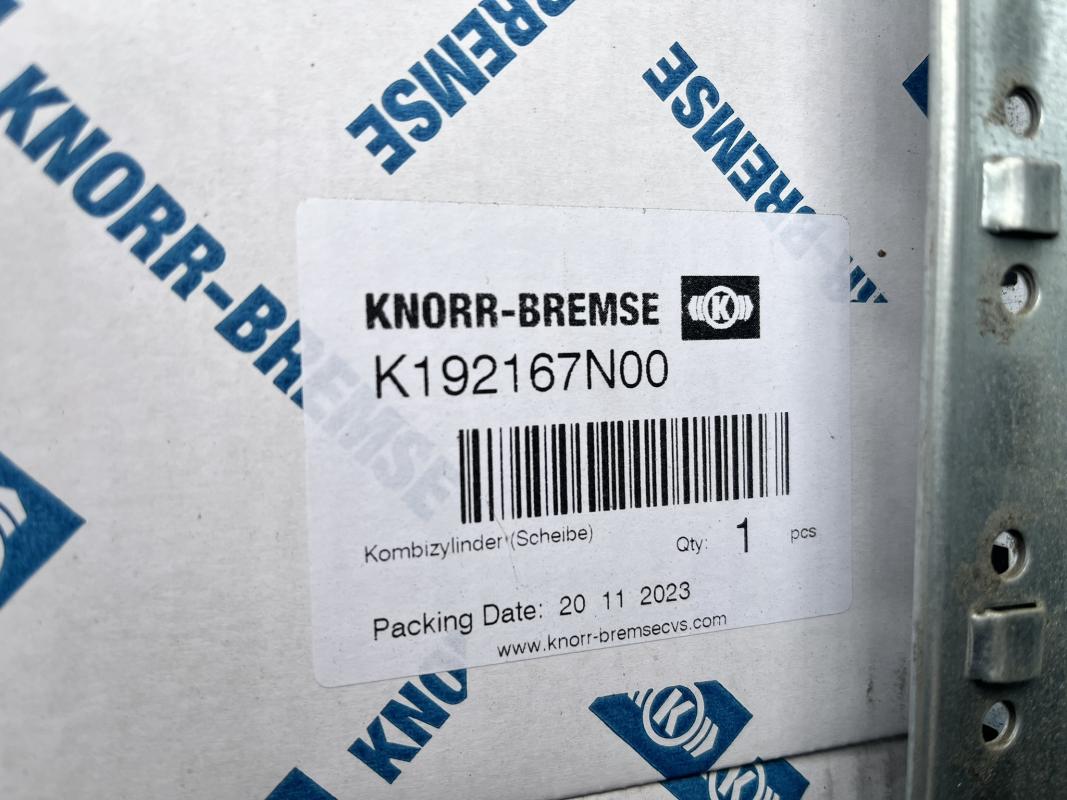 KNORR-BREMSE
BREMSE
BREMSE
KNORR-BREMSE K
K192167N00
Kombizylinder (Scheibe)
Qty: 1 pcs
Packing Date: 20 11 2023
www.knorr-bremsecvs.com
KNO
K
K